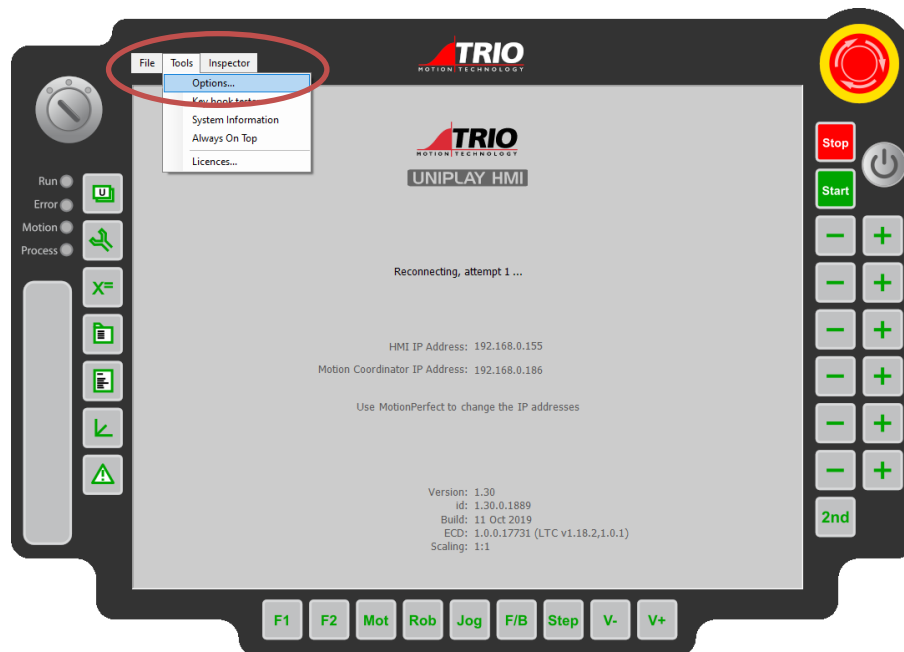 File Tools Inspector
TRIO
MOTION TECHNOLOGY
Options...
Key hook tests
System Information
Always On Top
Licences...
TRIO
MOTION TECHNOLOGY
UNIPLAY HMI
Stop
Start
Run
Error
Motion
Process
U
X=
Reconnecting, attempt 1 ...
HMI IP Address: 192.168.0.155
Motion Coordinator IP Address: 192.168.0.186
Use MotionPerfect to change the IP addresses
Version: 1.30
id: 1.30.0.1889
Build: 11 Oct 2019
ECD: 1.0.0.17731 (LTC v1.18.2,1.0.1)
Scaling: 1:1
− +
− +
− +
− +
− +
− +
2nd
F1 F2 Mot Rob Jog F/B Step V- V+